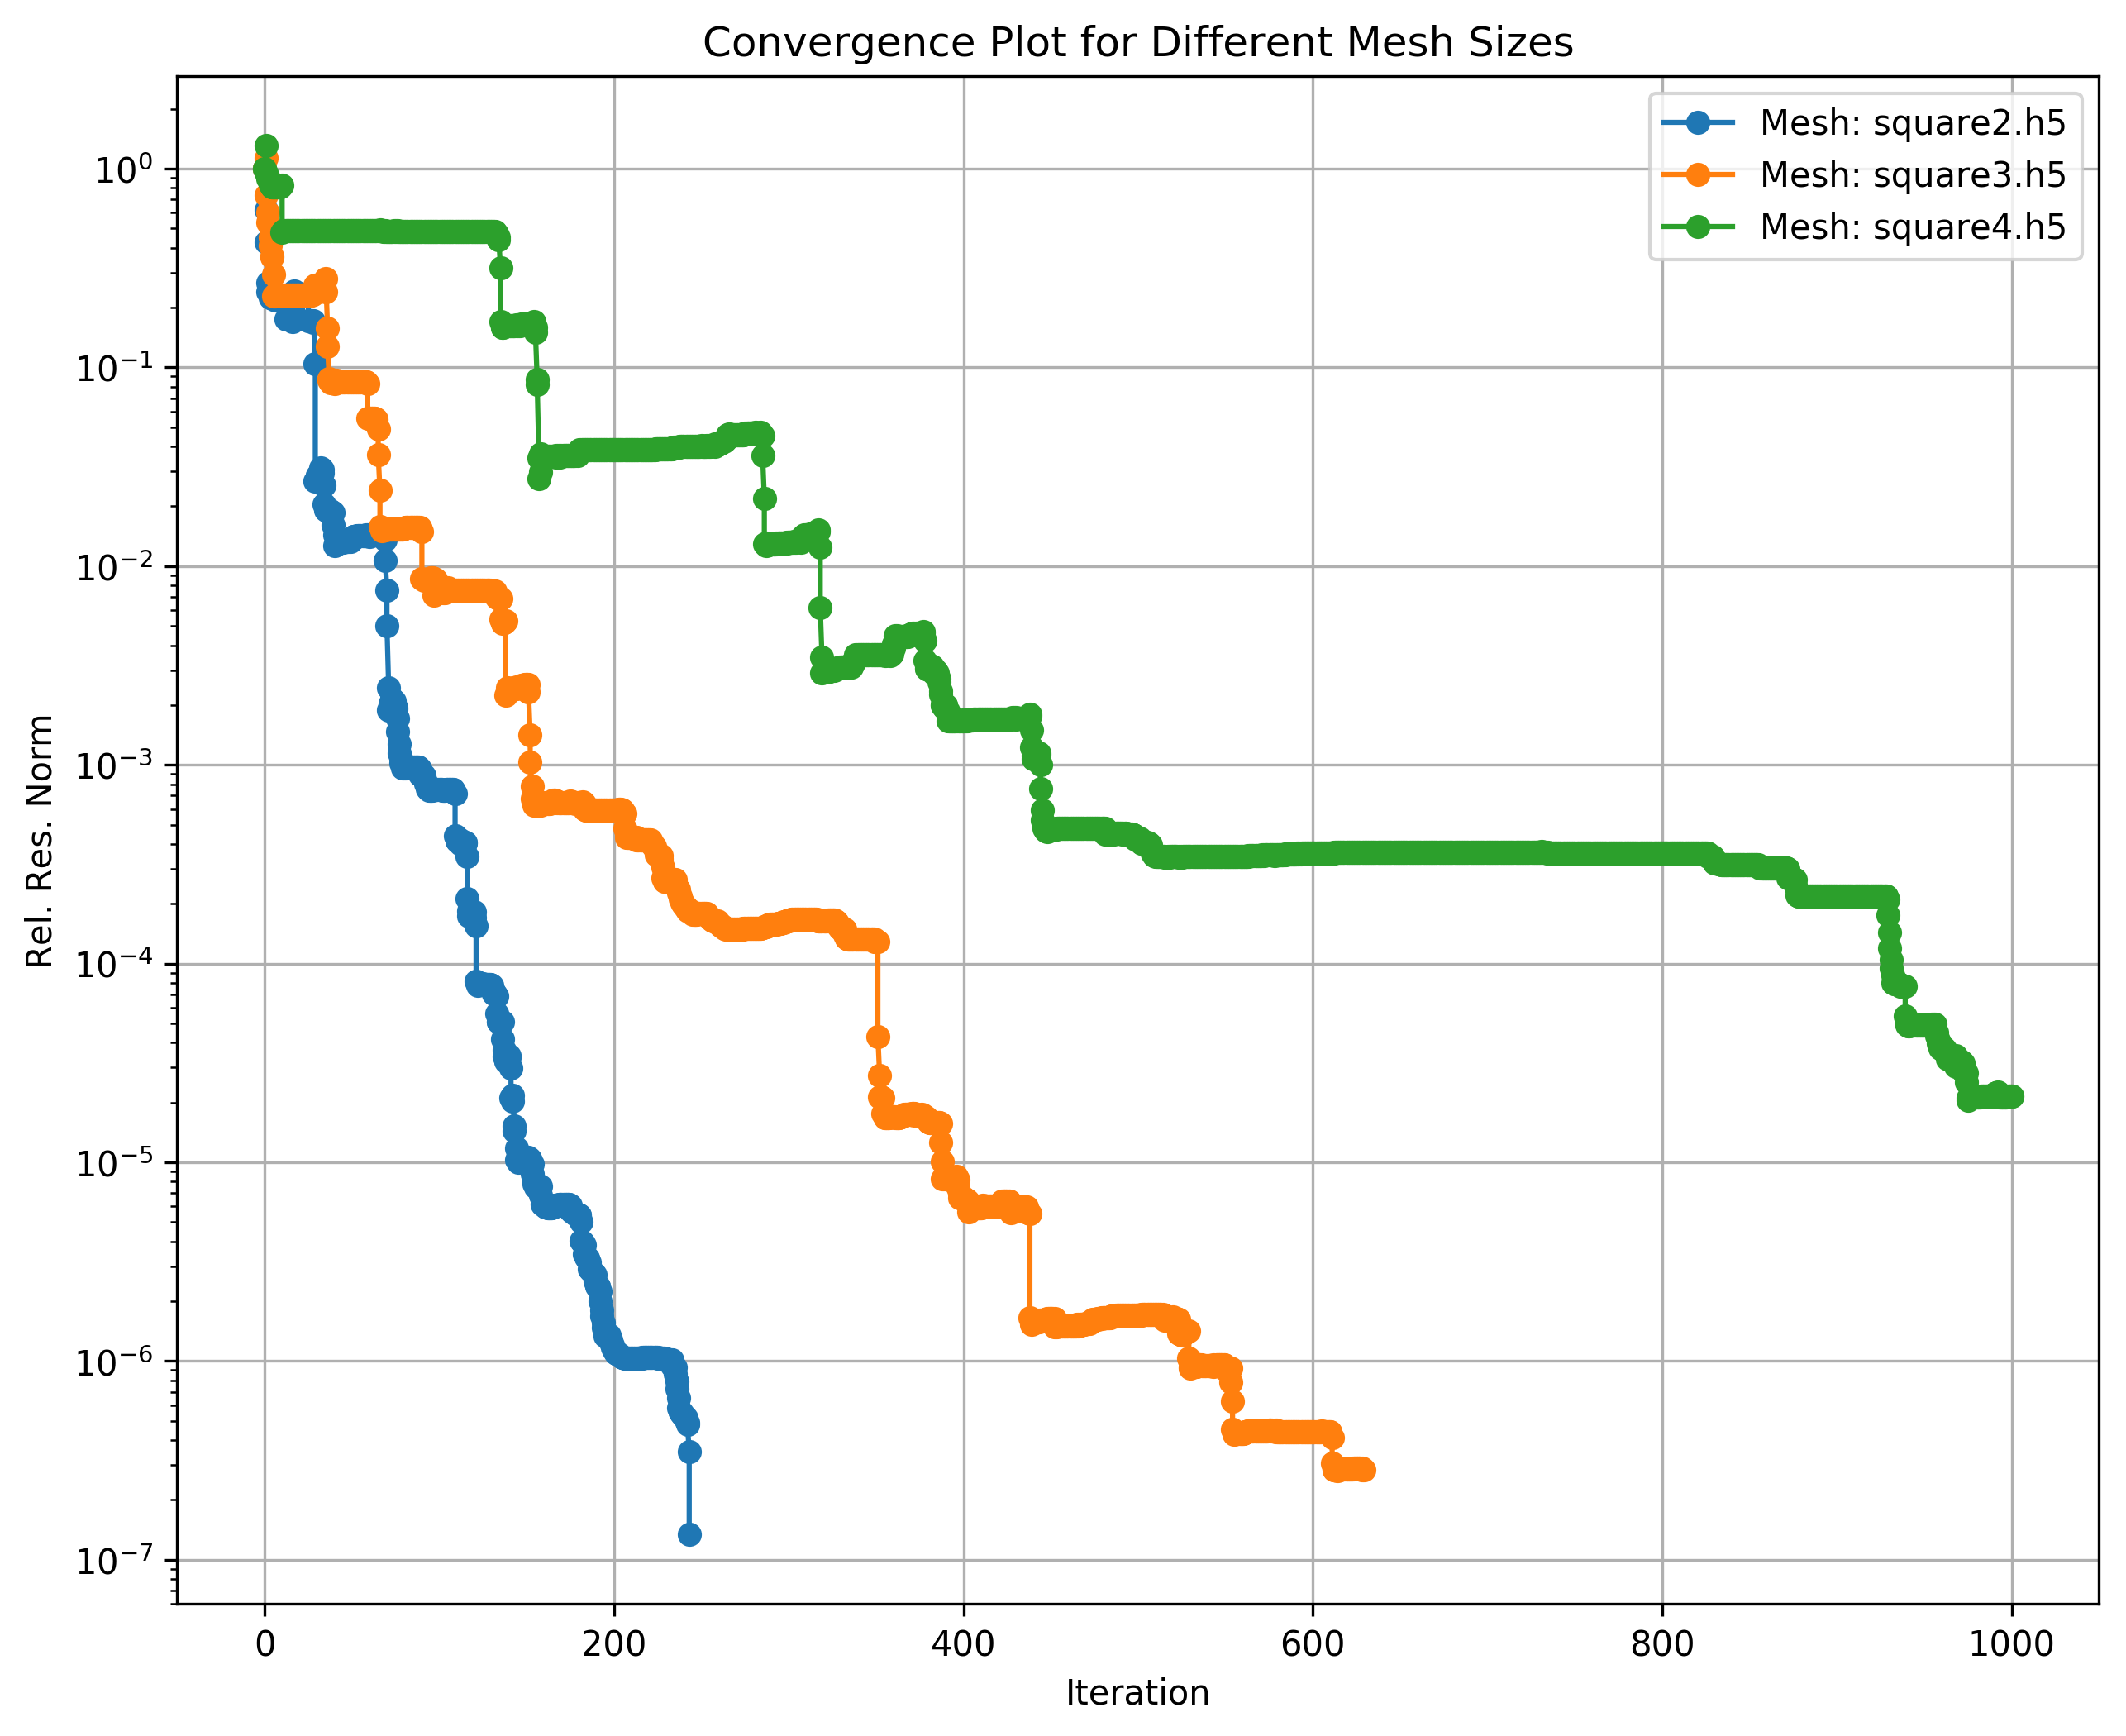 Convergence Plot for Different Mesh Sizes
Mesh: square2.h5
Mesh: square3.h5
Mesh: square4.h5
Rel. Res. Norm
10⁰
10⁻¹
10⁻²
10⁻³
10⁻⁴
10⁻⁵
10⁻⁶
10⁻⁷
0 200 400 600 800 1000
Iteration